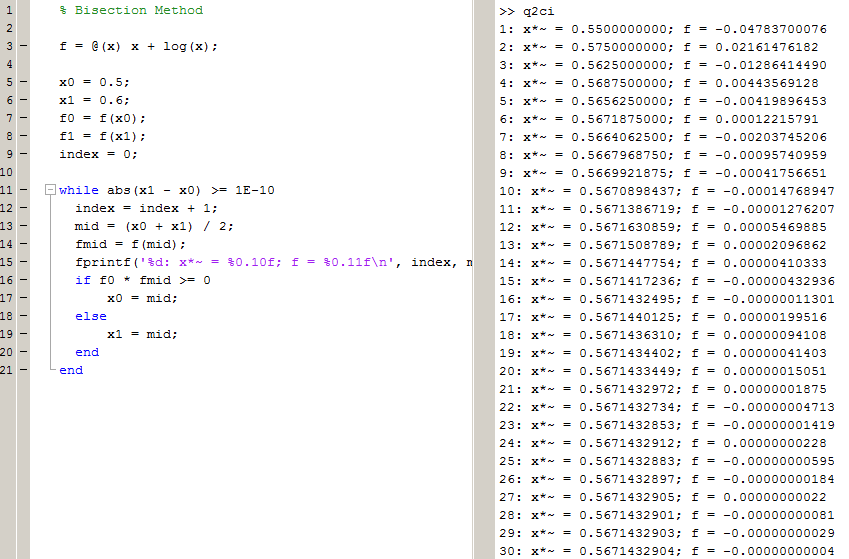 1 % Bisection Method
2
3 – f = @(x) x + log(x);
4
5 – x0 = 0.5;
6 – x1 = 0.6;
7 – f0 = f(x0);
8 – f1 = f(x1);
9 – index = 0;
10
11 – while abs(x1 - x0) >= 1E-10
12 – index = index + 1;
13 – mid = (x0 + x1) / 2;
14 – fmid = f(mid);
15 – fprintf('%d: x*~ = %0.10f; f = %0.11f\n', index, m
16 – if f0 * fmid >= 0
17 – x0 = mid;
18 – else
19 – x1 = mid;
20 – end
21 – end
>> q2ci
1: x*~ = 0.5500000000; f = -0.04783700076
2: x*~ = 0.5750000000; f = 0.02161476182
3: x*~ = 0.5625000000; f = -0.01286414490
4: x*~ = 0.5687500000; f = 0.00443569128
5: x*~ = 0.5656250000; f = -0.00419896453
6: x*~ = 0.5671875000; f = 0.00012215791
7: x*~ = 0.5664062500; f = -0.00203745206
8: x*~ = 0.5667968750; f = -0.00095740959
9: x*~ = 0.5669921875; f = -0.00041756651
10: x*~ = 0.5670898437; f = -0.00014768947
11: x*~ = 0.5671386719; f = -0.00001276207
12: x*~ = 0.5671630859; f = 0.00005469885
13: x*~ = 0.5671508789; f = 0.00002096862
14: x*~ = 0.5671447754; f = 0.00000410333
15: x*~ = 0.5671417236; f = -0.00000432936
16: x*~ = 0.5671432495; f = -0.00000011301
17: x*~ = 0.5671440125; f = 0.00000199516
18: x*~ = 0.5671436310; f = 0.00000094108
19: x*~ = 0.5671434402; f = 0.00000041403
20: x*~ = 0.5671433449; f = 0.00000015051
21: x*~ = 0.5671432972; f = 0.00000001875
22: x*~ = 0.5671432734; f = -0.00000004713
23: x*~ = 0.5671432853; f = -0.00000001419
24: x*~ = 0.5671432912; f = 0.00000000228
25: x*~ = 0.5671432883; f = -0.00000000595
26: x*~ = 0.5671432897; f = -0.00000000184
27: x*~ = 0.5671432905; f = 0.00000000022
28: x*~ = 0.5671432901; f = -0.00000000081
29: x*~ = 0.5671432903; f = -0.00000000029
30: x*~ = 0.5671432904; f = -0.00000000004